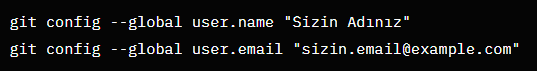 git config --global user.name "Sizin Adınız"
git config --global user.email "sizin.email@example.com"